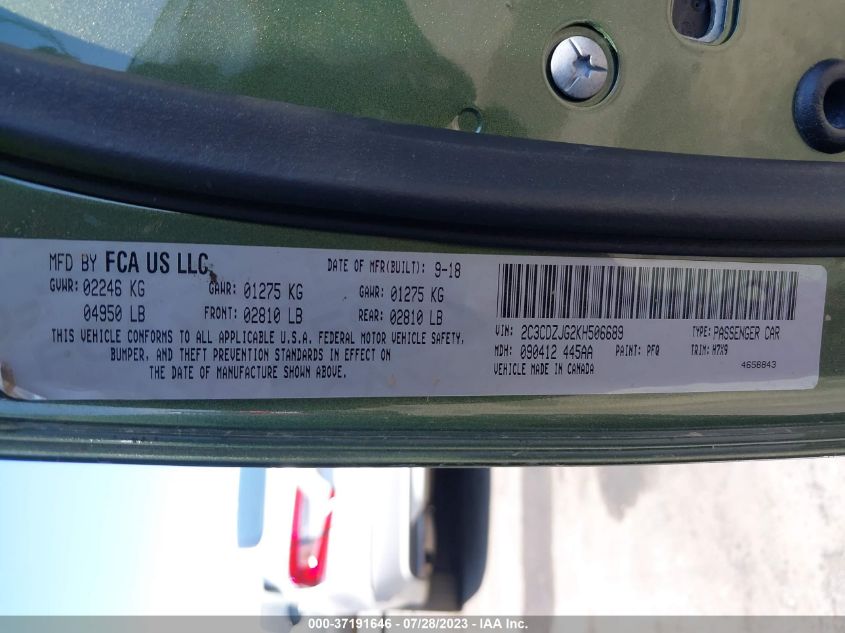 MFD BY FCA US LLC
DATE OF MFR(BUILT): 9-18
GVWR: 02246 KG GAWR: 01275 KG GAWR: 01275 KG
04950 LB FRONT: 02810 LB REAR: 02810 LB
THIS VEHICLE CONFORMS TO ALL APPLICABLE U.S.A. FEDERAL MOTOR VEHICLE SAFETY,
BUMPER, AND THEFT PREVENTION STANDARDS IN EFFECT ON
THE DATE OF MANUFACTURE SHOWN ABOVE.
VIN: 2C3CDZJG2KH506689 TYPE: PASSENGER CAR
MDH: 090412 445AA PAINT: PFQ TRIM: H7X9
VEHICLE MADE IN CANADA 4656843
000-37191646 / 07/28/2023 / IAA Inc.